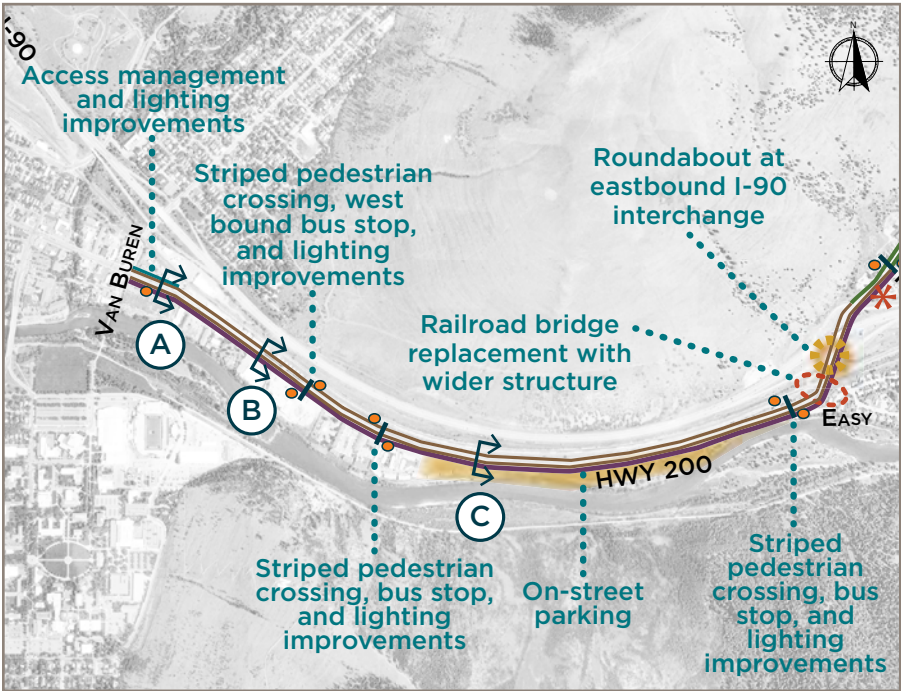 I-90
N
Access management
and lighting
improvements
Striped pedestrian
crossing, west
bound bus stop,
and lighting
improvements
Roundabout at
eastbound I-90
interchange
VAN BUREN
Railroad bridge
replacement with
wider structure
A
B
C
EASY
HWY 200
Striped pedestrian
crossing, bus stop,
and lighting
improvements
On-street
parking
Striped
pedestrian
crossing, bus
stop, and
lighting
improvements